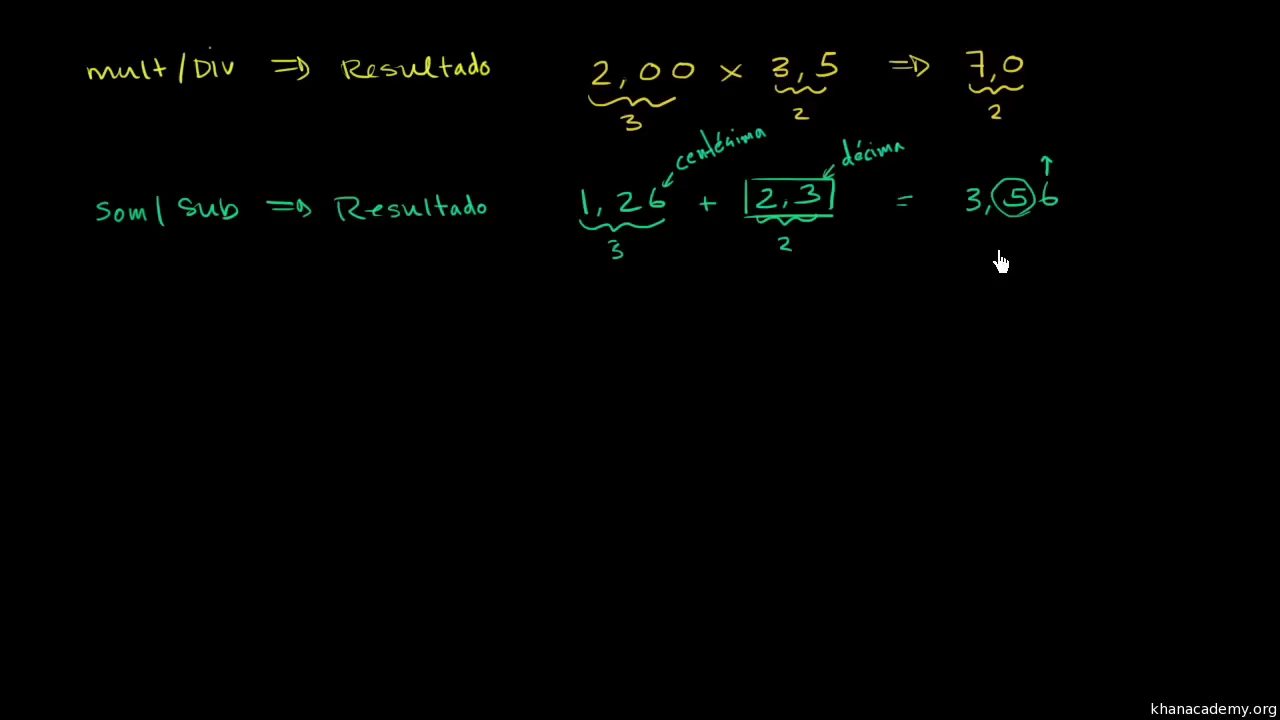 mult/Div ⇒ Resultado 2,00 × 3,5 ⇒ 7,0
3 2 2
centésima décima
som/sub ⇒ Resultado 1,26 + 2,3 = 3,56
3 2
khanacademy.org